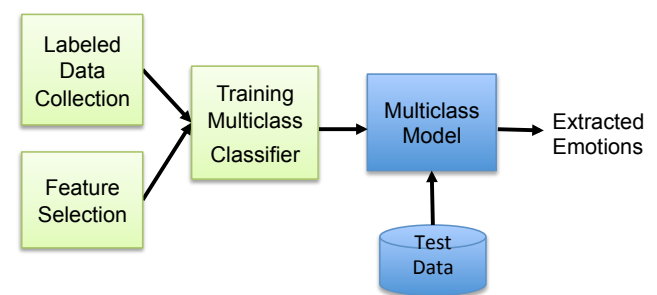 Labeled
Data
Collection
Feature
Selection
Training
Multiclass
Classifier
Multiclass
Model
Test
Data
Extracted
Emotions